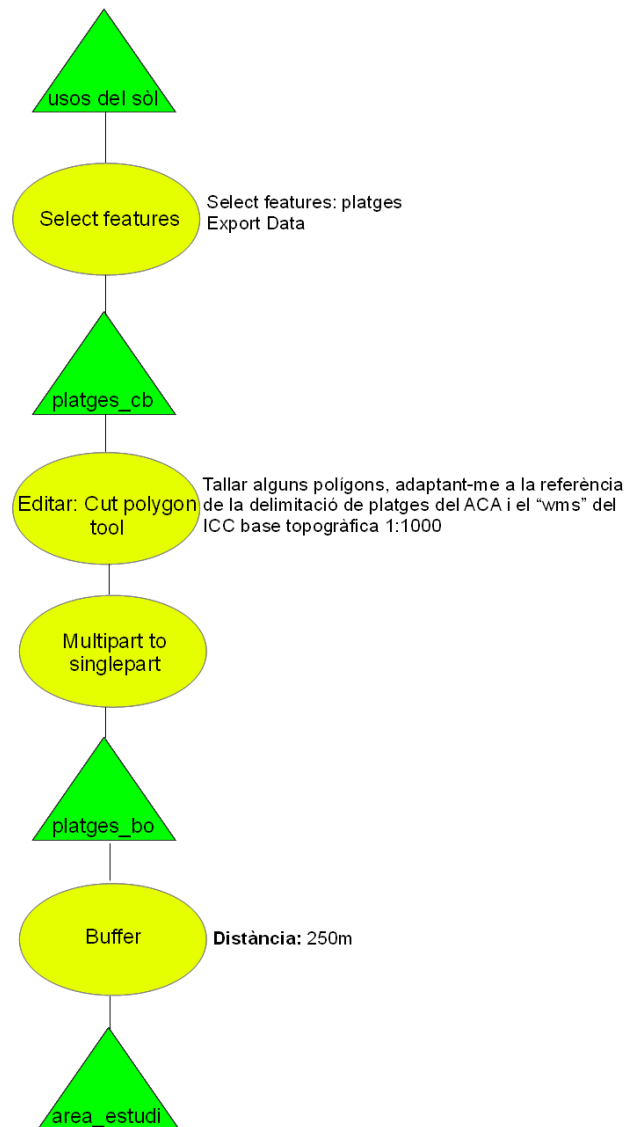 usos del sòl
Select features
Select features: platges
Export Data
platges_cb
Editar: Cut polygon
tool
Tallar alguns polígons, adaptant-me a la referència
de la delimitació de platges del ACA i el “wms” del
ICC base topogràfica 1:1000
Multipart to
singlepart
platges_bo
Buffer
Distància: 250m
area_estudi